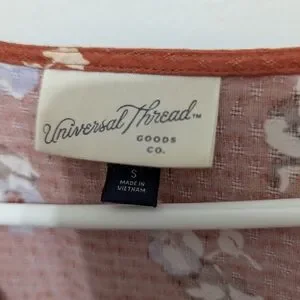 Universal Thread™
GOODS
CO.
S
MADE IN
VIETNAM